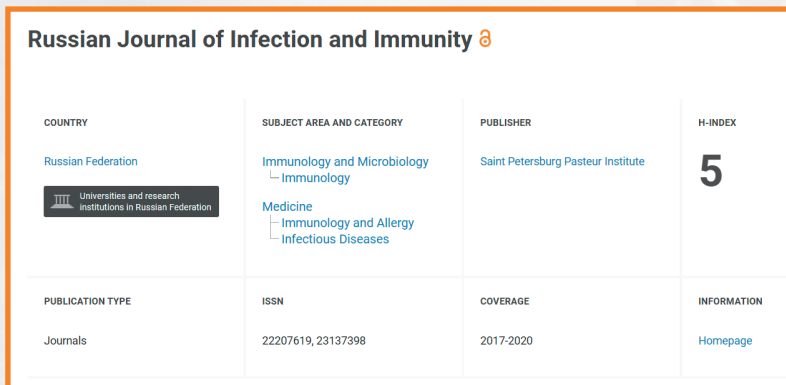 Russian Journal of Infection and Immunity
COUNTRY
Russian Federation
Universities and research
institutions in Russian Federation
SUBJECT AREA AND CATEGORY
Immunology and Microbiology
Immunology
Medicine
Immunology and Allergy
Infectious Diseases
PUBLISHER
Saint Petersburg Pasteur Institute
H-INDEX
5
PUBLICATION TYPE
Journals
ISSN
22207619, 23137398
COVERAGE
2017-2020
INFORMATION
Homepage